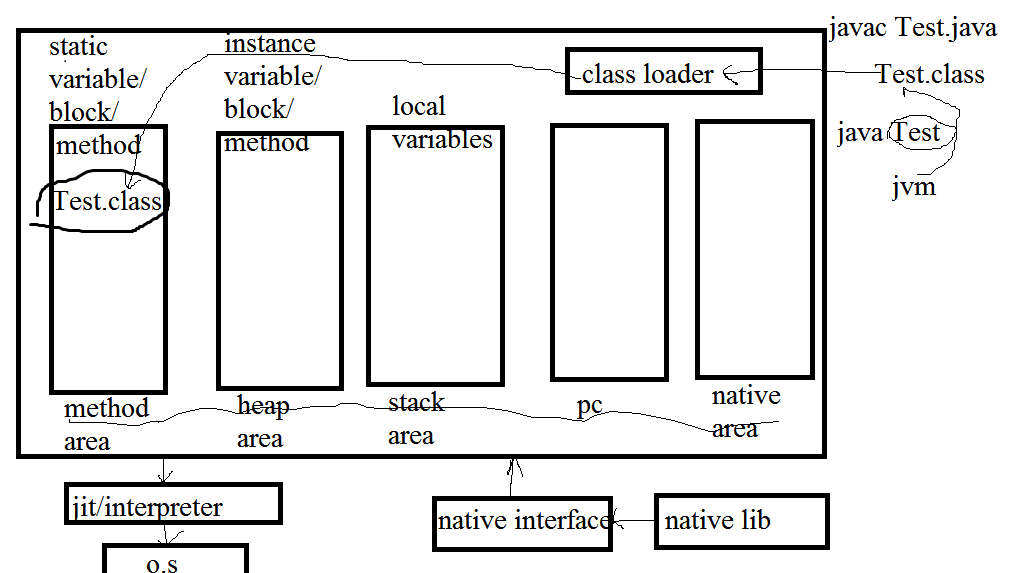 javac Test.java
static
variable/
block/
method
instance
variable/
block/
method
local
variables
class loader
Test.class
java Test
jvm
Test.class
method
area
heap
area
stack
area
pc
native
area
jit/interpreter
native interface
native lib
o.s